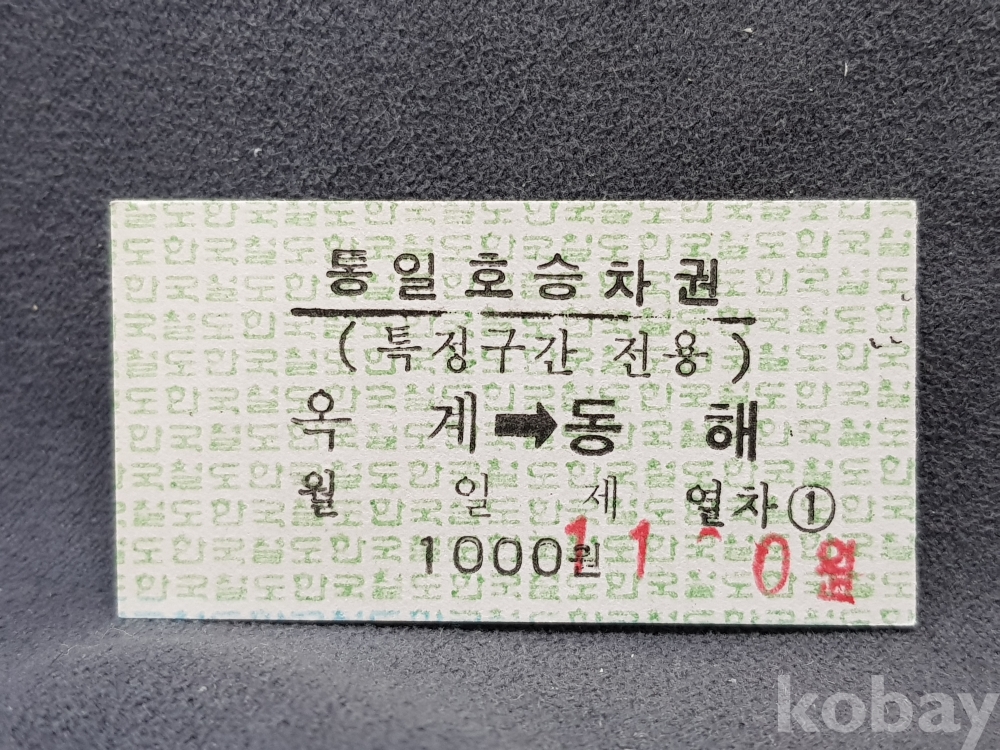 통일호승차권
(특정구간 전용)
옥 계➡동 해
월 일 제 열차①
1000원
kobay